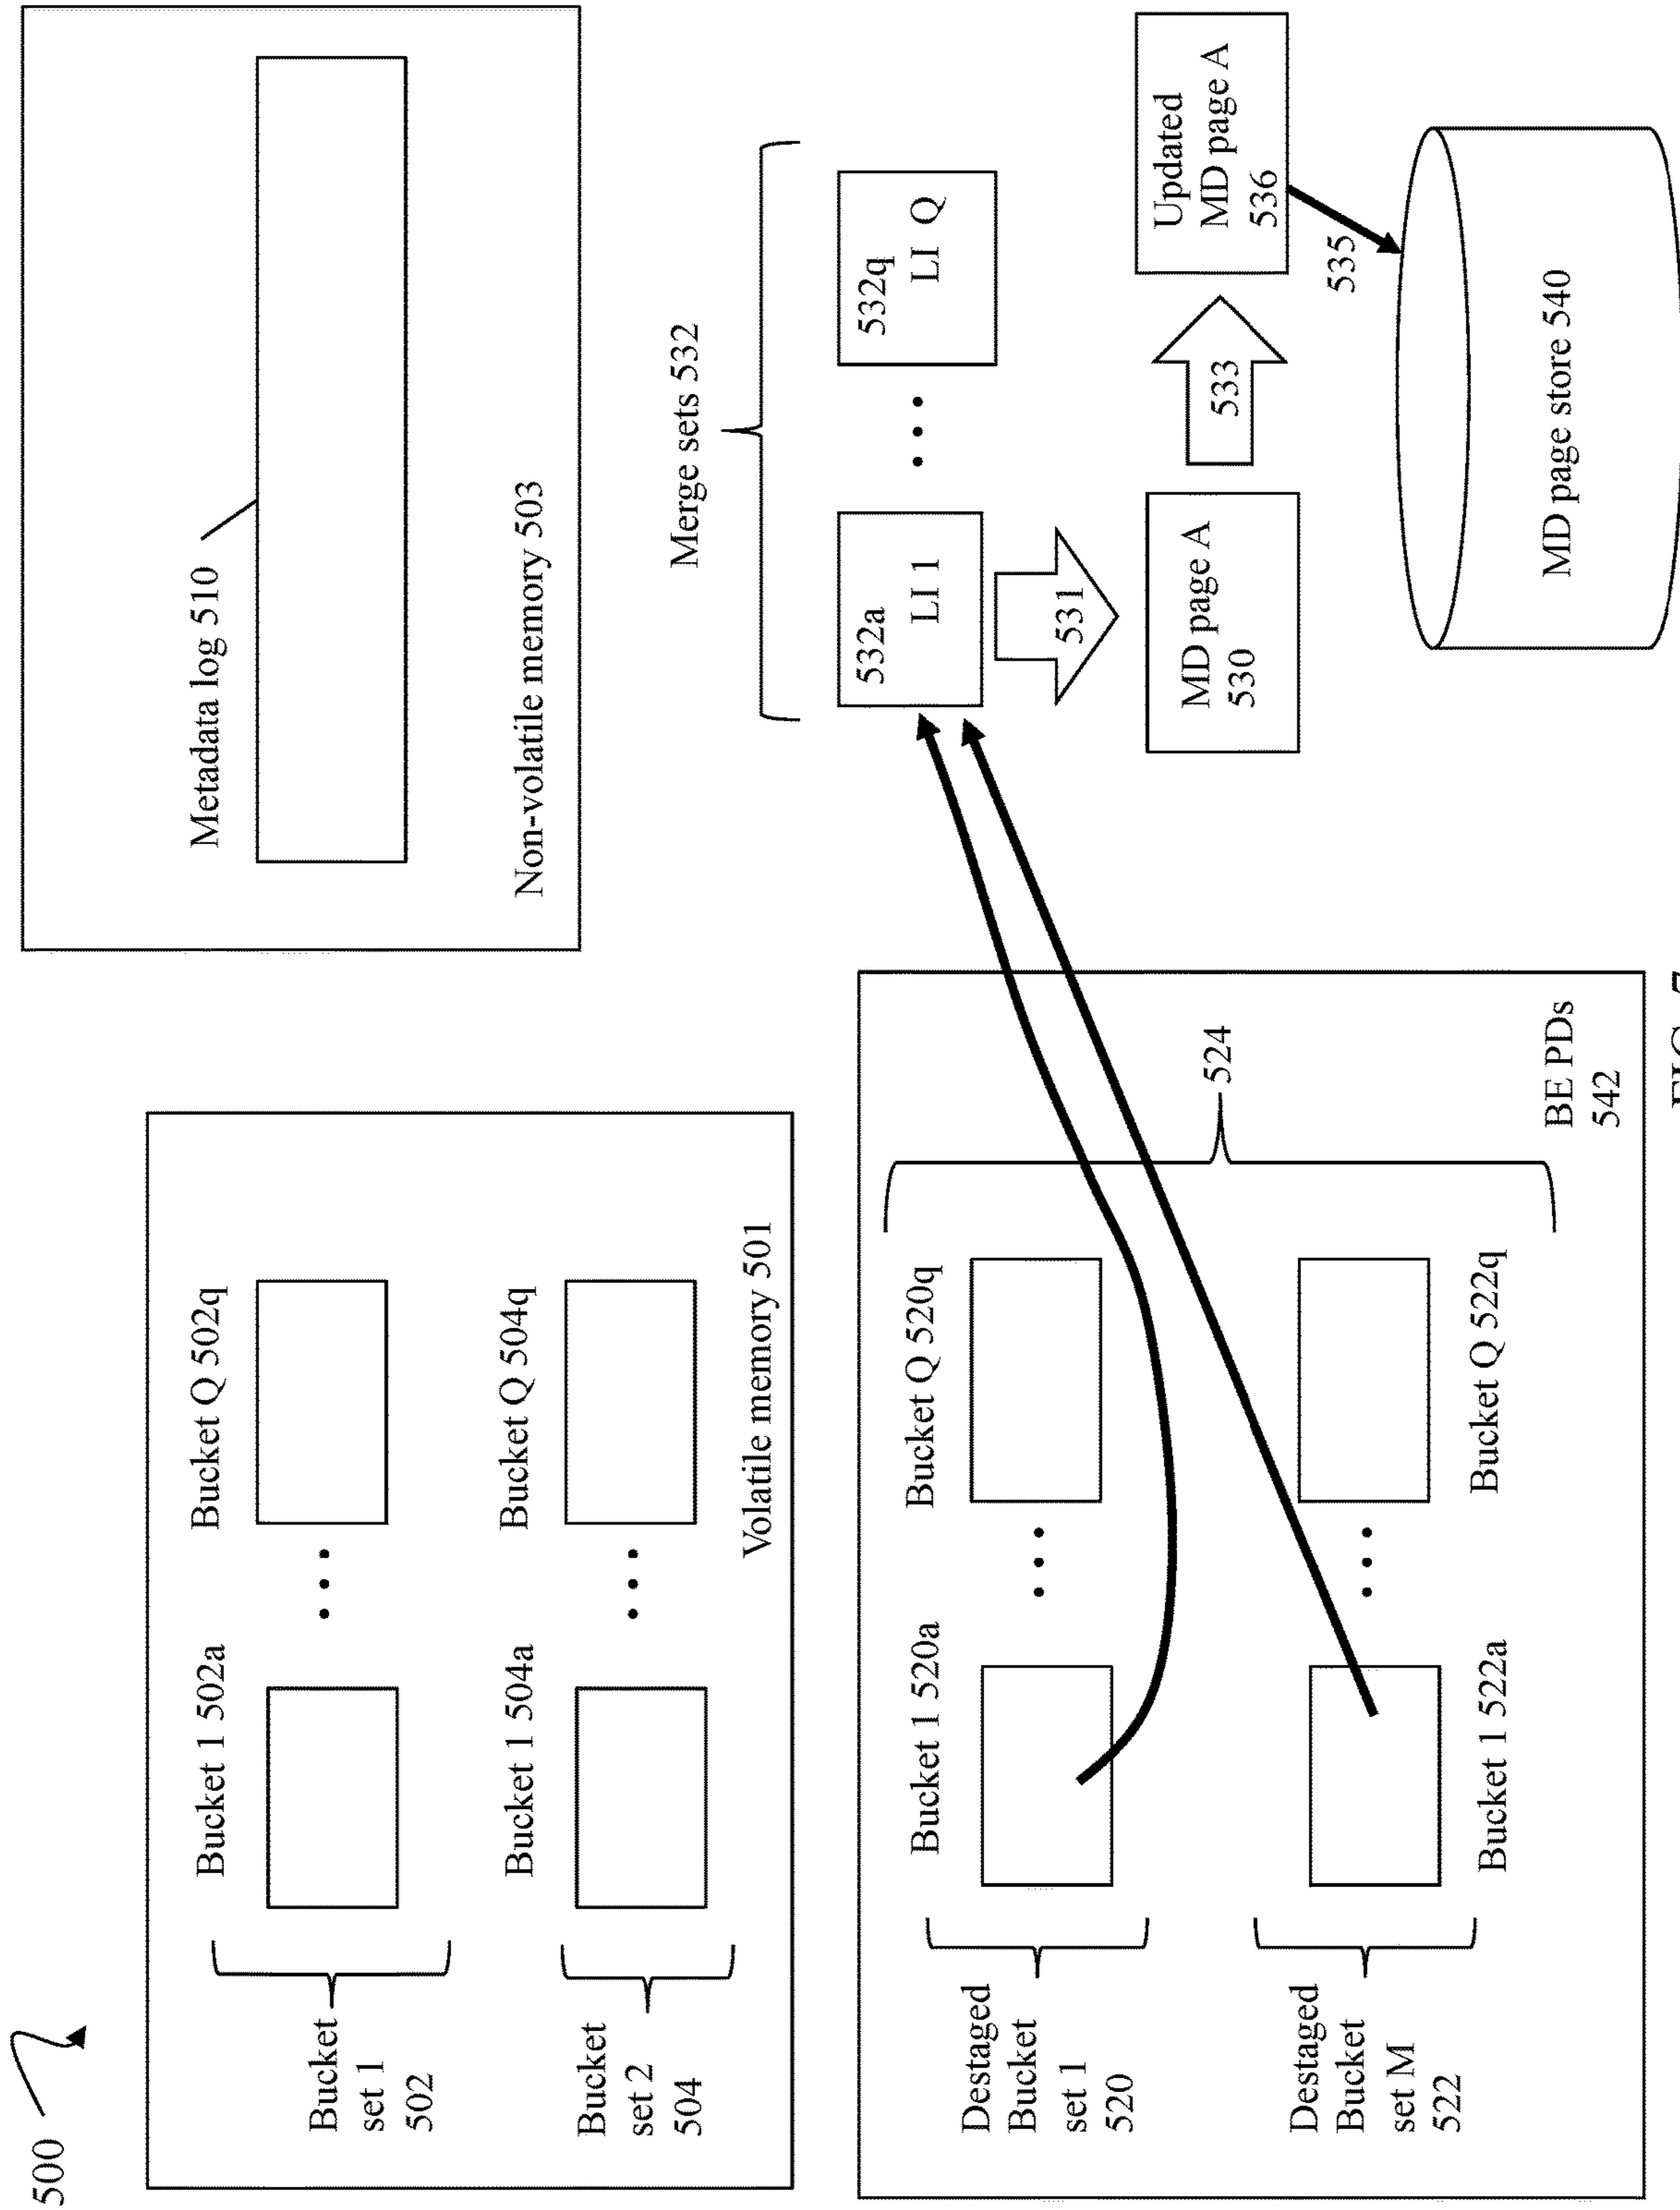 500
Bucket 1 502a
Bucket Q 502q
Bucket
set 1
502
Bucket 1 504a
Bucket Q 504q
Bucket
set 2
504
Volatile memory 501
Metadata log 510
Non-volatile memory 503
Bucket 1 520a
Bucket Q 520q
Destaged
Bucket
set 1
520
524
Destaged
Bucket
set M
522
Bucket 1 522a
Bucket Q 522q
BE PDs
542
Merge sets 532
532a
LI 1
532q
LI Q
531
MD page A
530
533
Updated
MD page A
536
535
MD page store 540